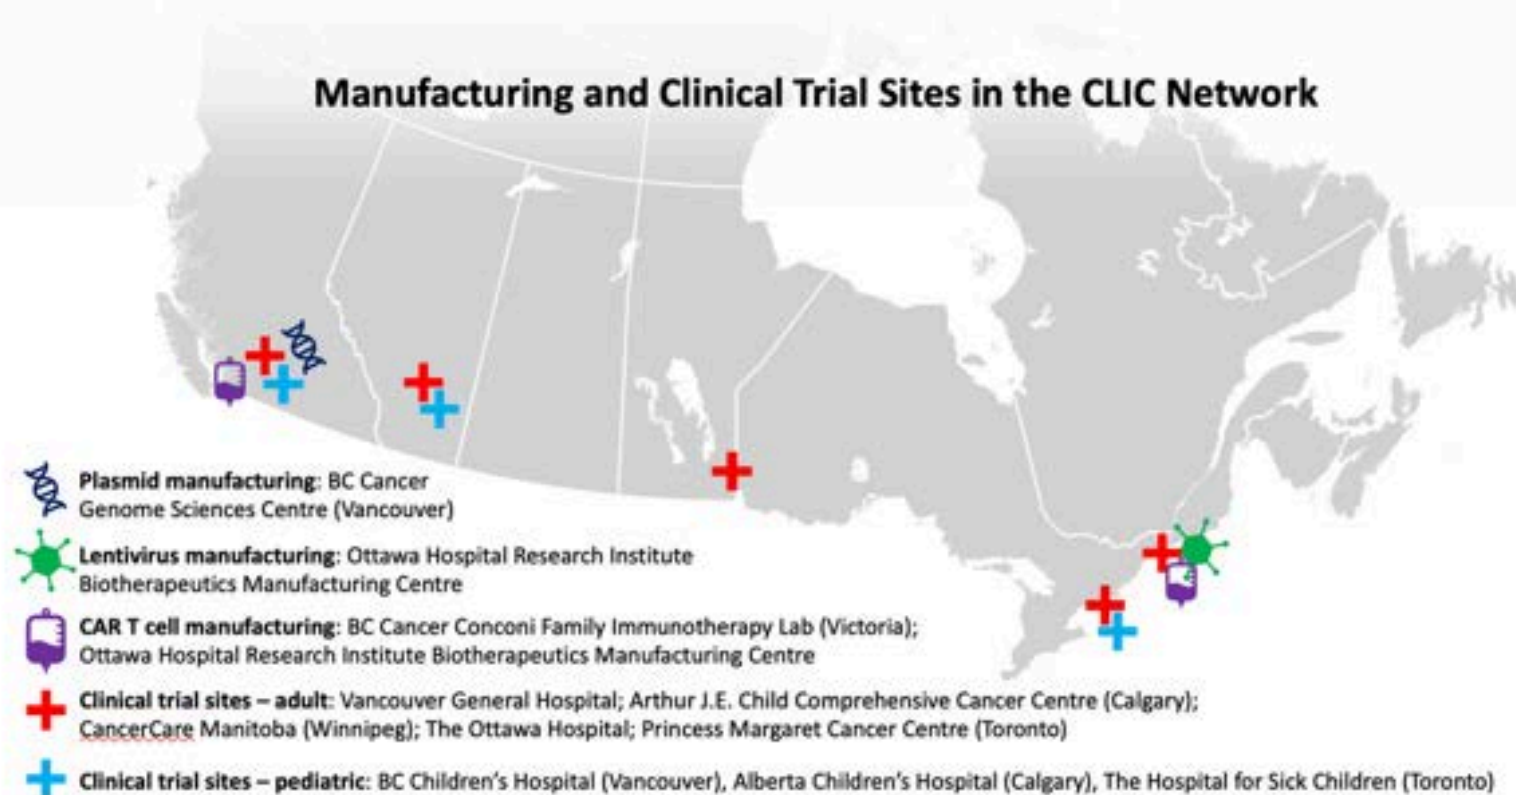 Manufacturing and Clinical Trial Sites in the CLIC Network
Plasmid manufacturing: BC Cancer
Genome Sciences Centre (Vancouver)
Lentivirus manufacturing: Ottawa Hospital Research Institute
Biotherapeutics Manufacturing Centre
CAR T cell manufacturing: BC Cancer Conconi Family Immunotherapy Lab (Victoria);
Ottawa Hospital Research Institute Biotherapeutics Manufacturing Centre
Clinical trial sites – adult: Vancouver General Hospital; Arthur J.E. Child Comprehensive Cancer Centre (Calgary);
CancerCare Manitoba (Winnipeg); The Ottawa Hospital; Princess Margaret Cancer Centre (Toronto)
Clinical trial sites – pediatric: BC Children's Hospital (Vancouver), Alberta Children's Hospital (Calgary), The Hospital for Sick Children (Toronto)